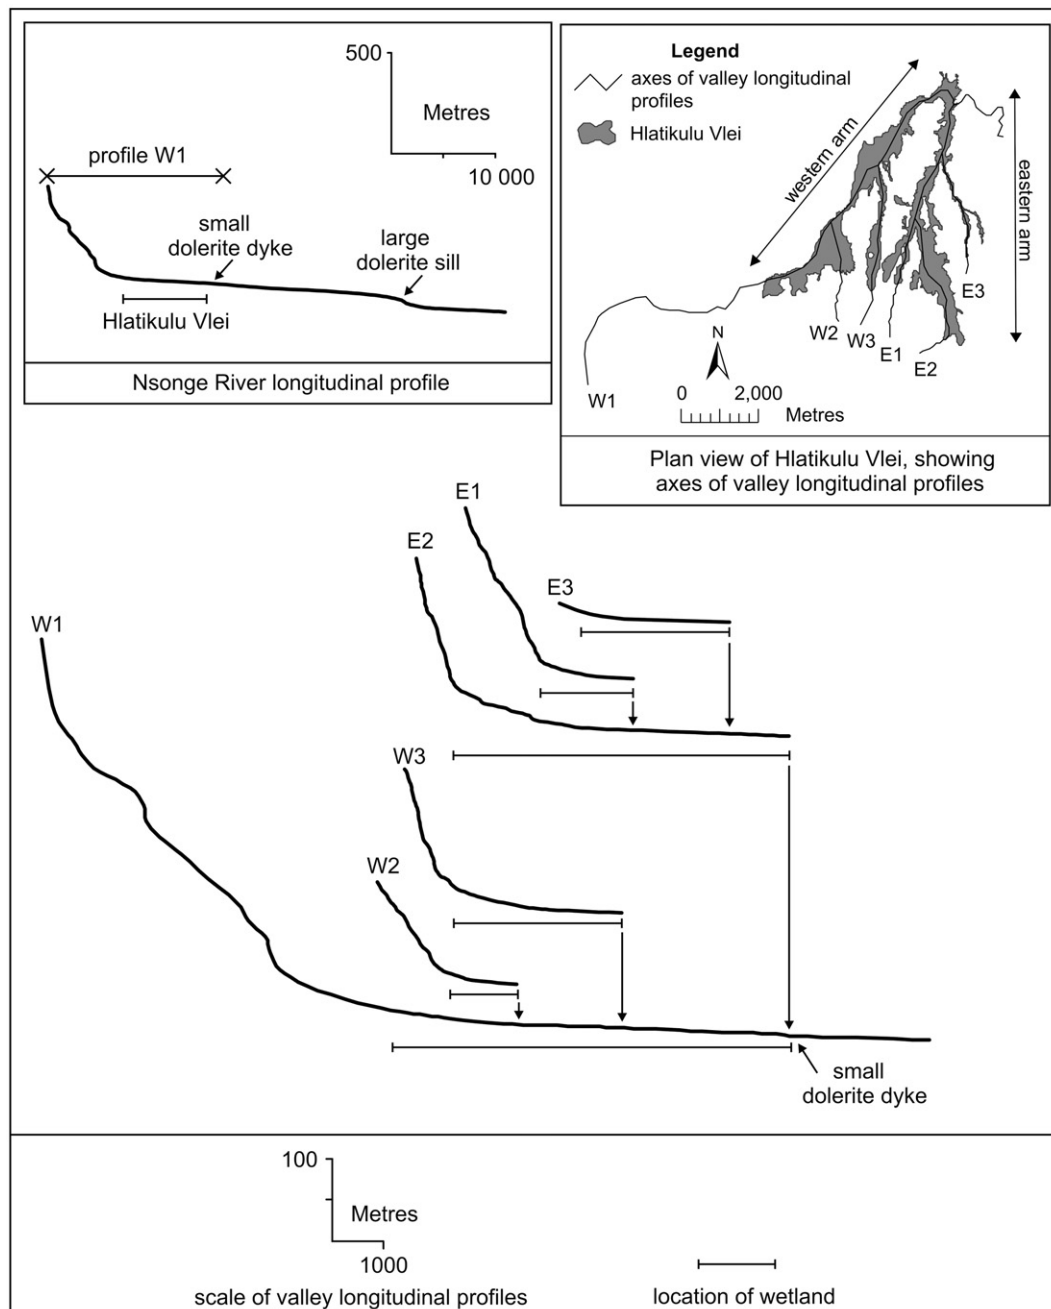 500
Metres
10 000
profile W1
small
dolerite dyke
large
dolerite sill
Hlatikulu Vlei
Nsonge River longitudinal profile
Legend
axes of valley longitudinal
profiles
Hlatikulu Vlei
western arm
eastern arm
W1
W2
W3
E1
E2
E3
N
0 2,000
Metres
Plan view of Hlatikulu Vlei, showing
axes of valley longitudinal profiles
E1
E2
E3
W1
W3
W2
small
dolerite dyke
100
Metres
1000
scale of valley longitudinal profiles
location of wetland